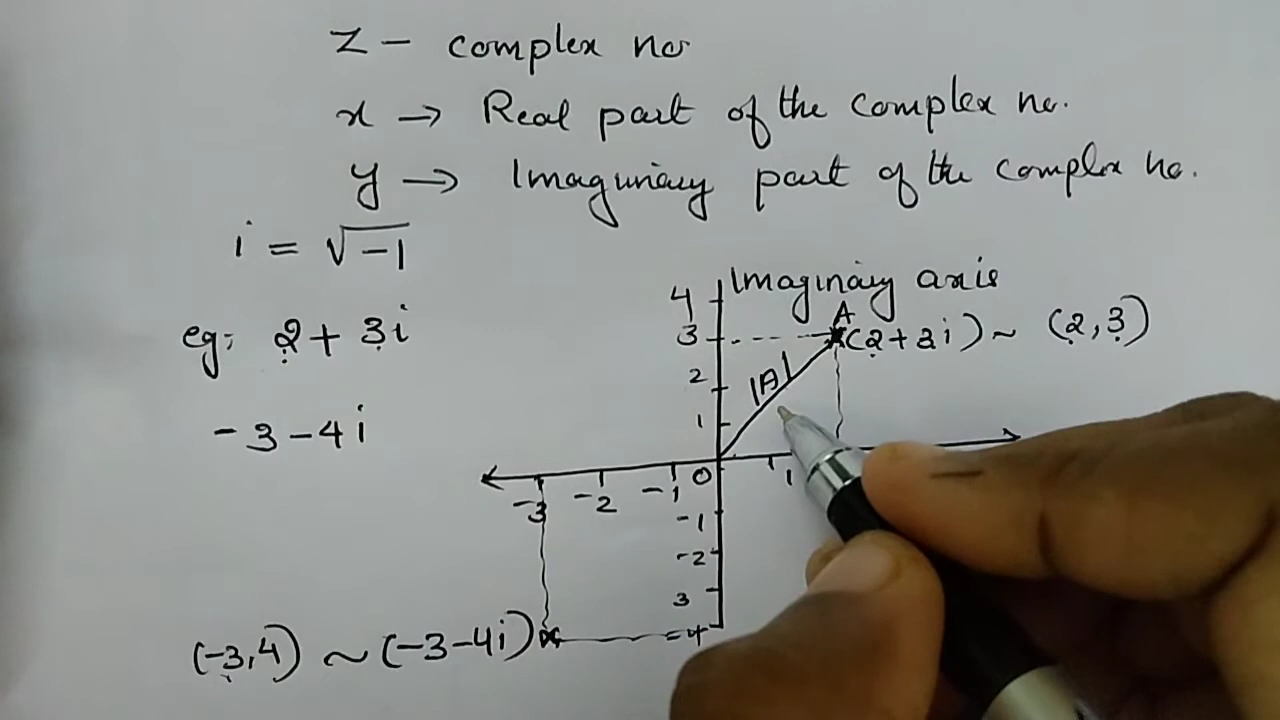 Z - complex no
x → Real part of the complex no.
y → Imaginary part of the complex no.
i = √-1
Imaginary axis
eg: 2 + 3i
-3 - 4i
4
3
2
1
A
(2+3i) ~ (2,3)
|A|
-3 -2 -1 0 1
-1
-2
3
-4
(-3,4) ~ (-3-4i)